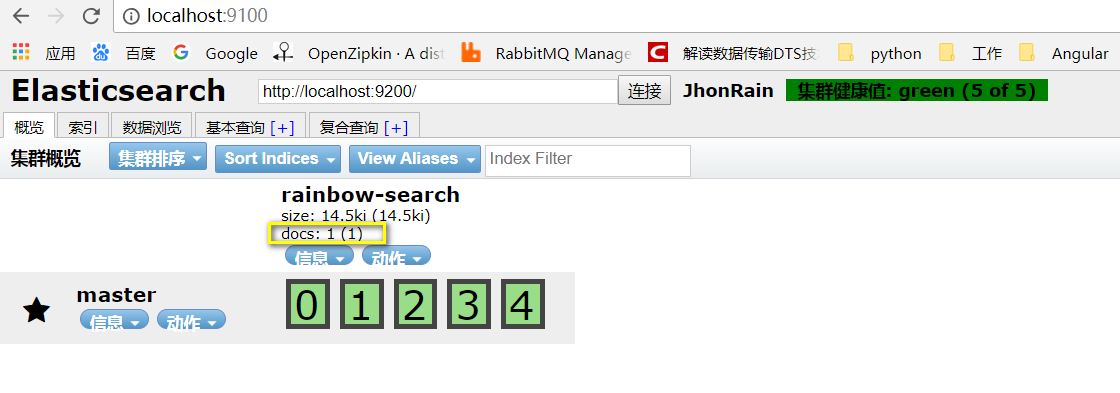 localhost:9100
应用 百度 Google OpenZipkin · A dis RabbitMQ Manage 解读数据传输DTS技 python 工作 Angular
Elasticsearch http://localhost:9200/ 连接 JhonRain 集群健康值: green (5 of 5)
概览 索引 数据浏览 基本查询 [+] 复合查询 [+]
集群概览 集群排序 Sort Indices View Aliases Index Filter
rainbow-search
size: 14.5ki (14.5ki)
docs: 1 (1)
信息 动作
master 0 1 2 3 4
信息 动作